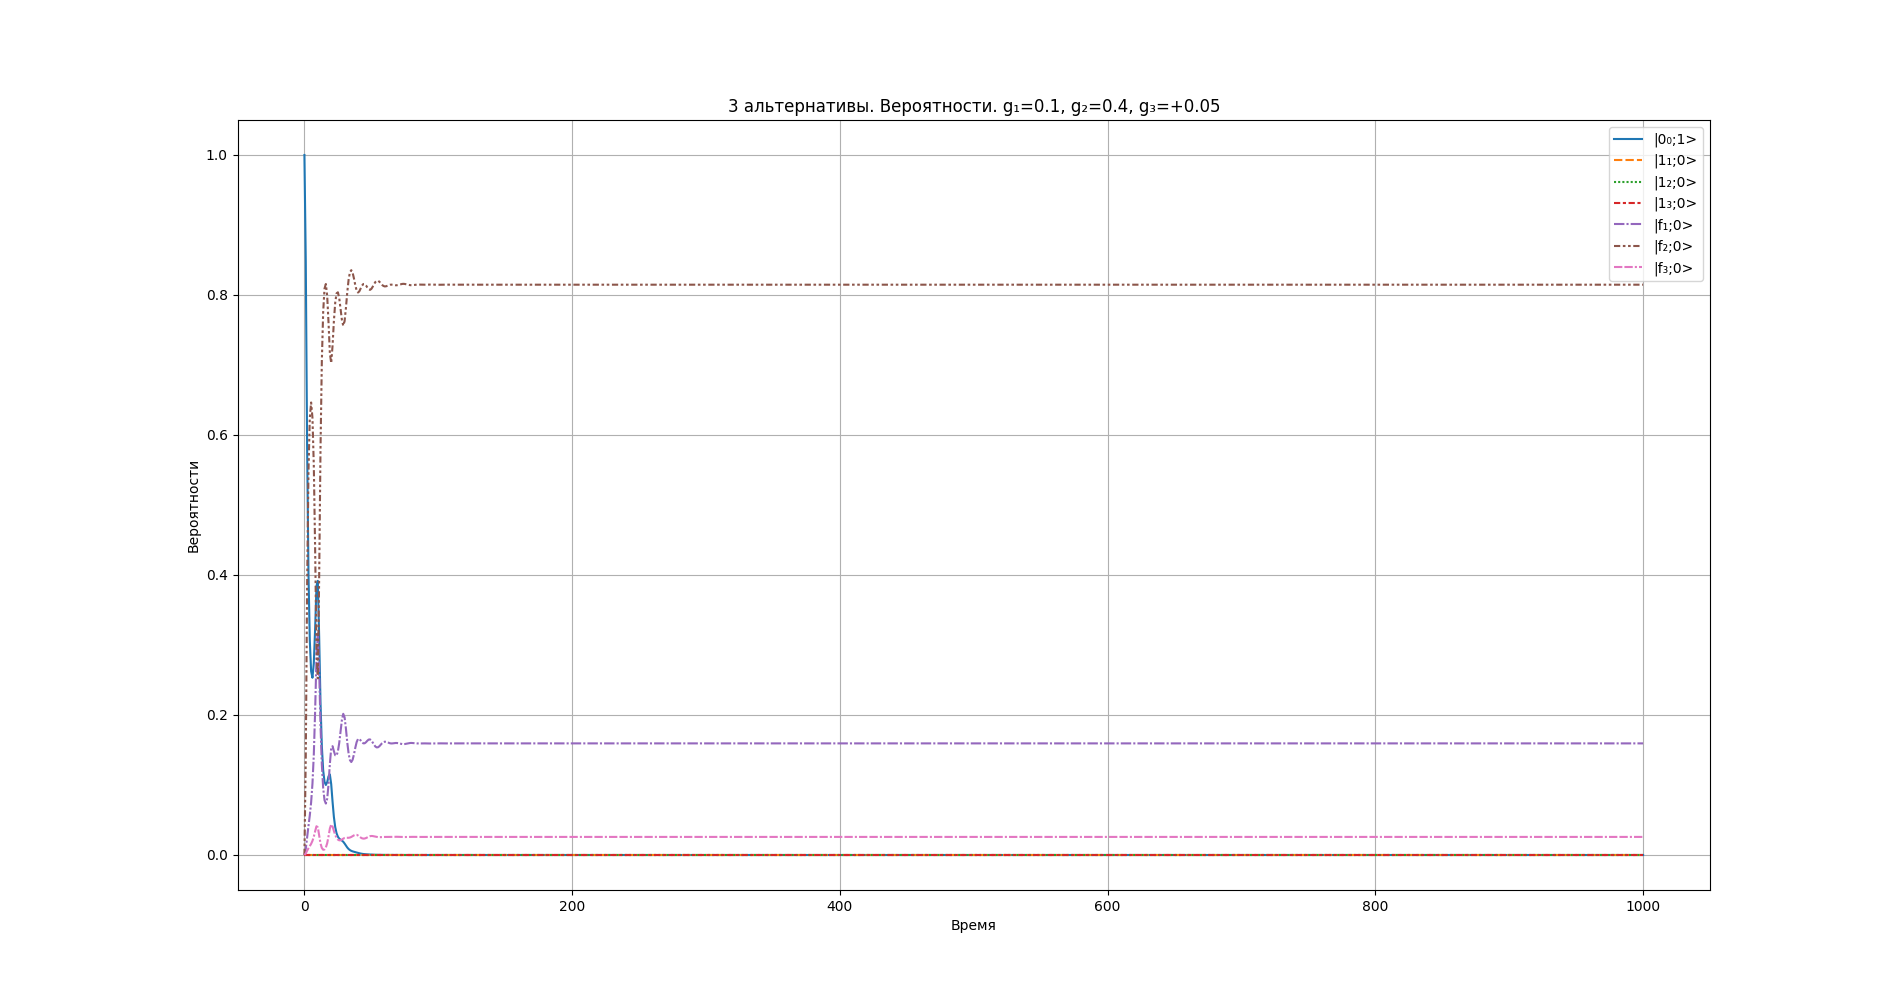 3 альтернативы. Вероятности. g₁=0.1, g₂=0.4, g₃=+0.05
|0₀;1>
|1₁;0>
|1₂;0>
|1₃;0>
|f₁;0>
|f₂;0>
|f₃;0>
1.0
0.8
0.6
0.4
0.2
0.0
Вероятности
0 200 400 600 800 1000
Время